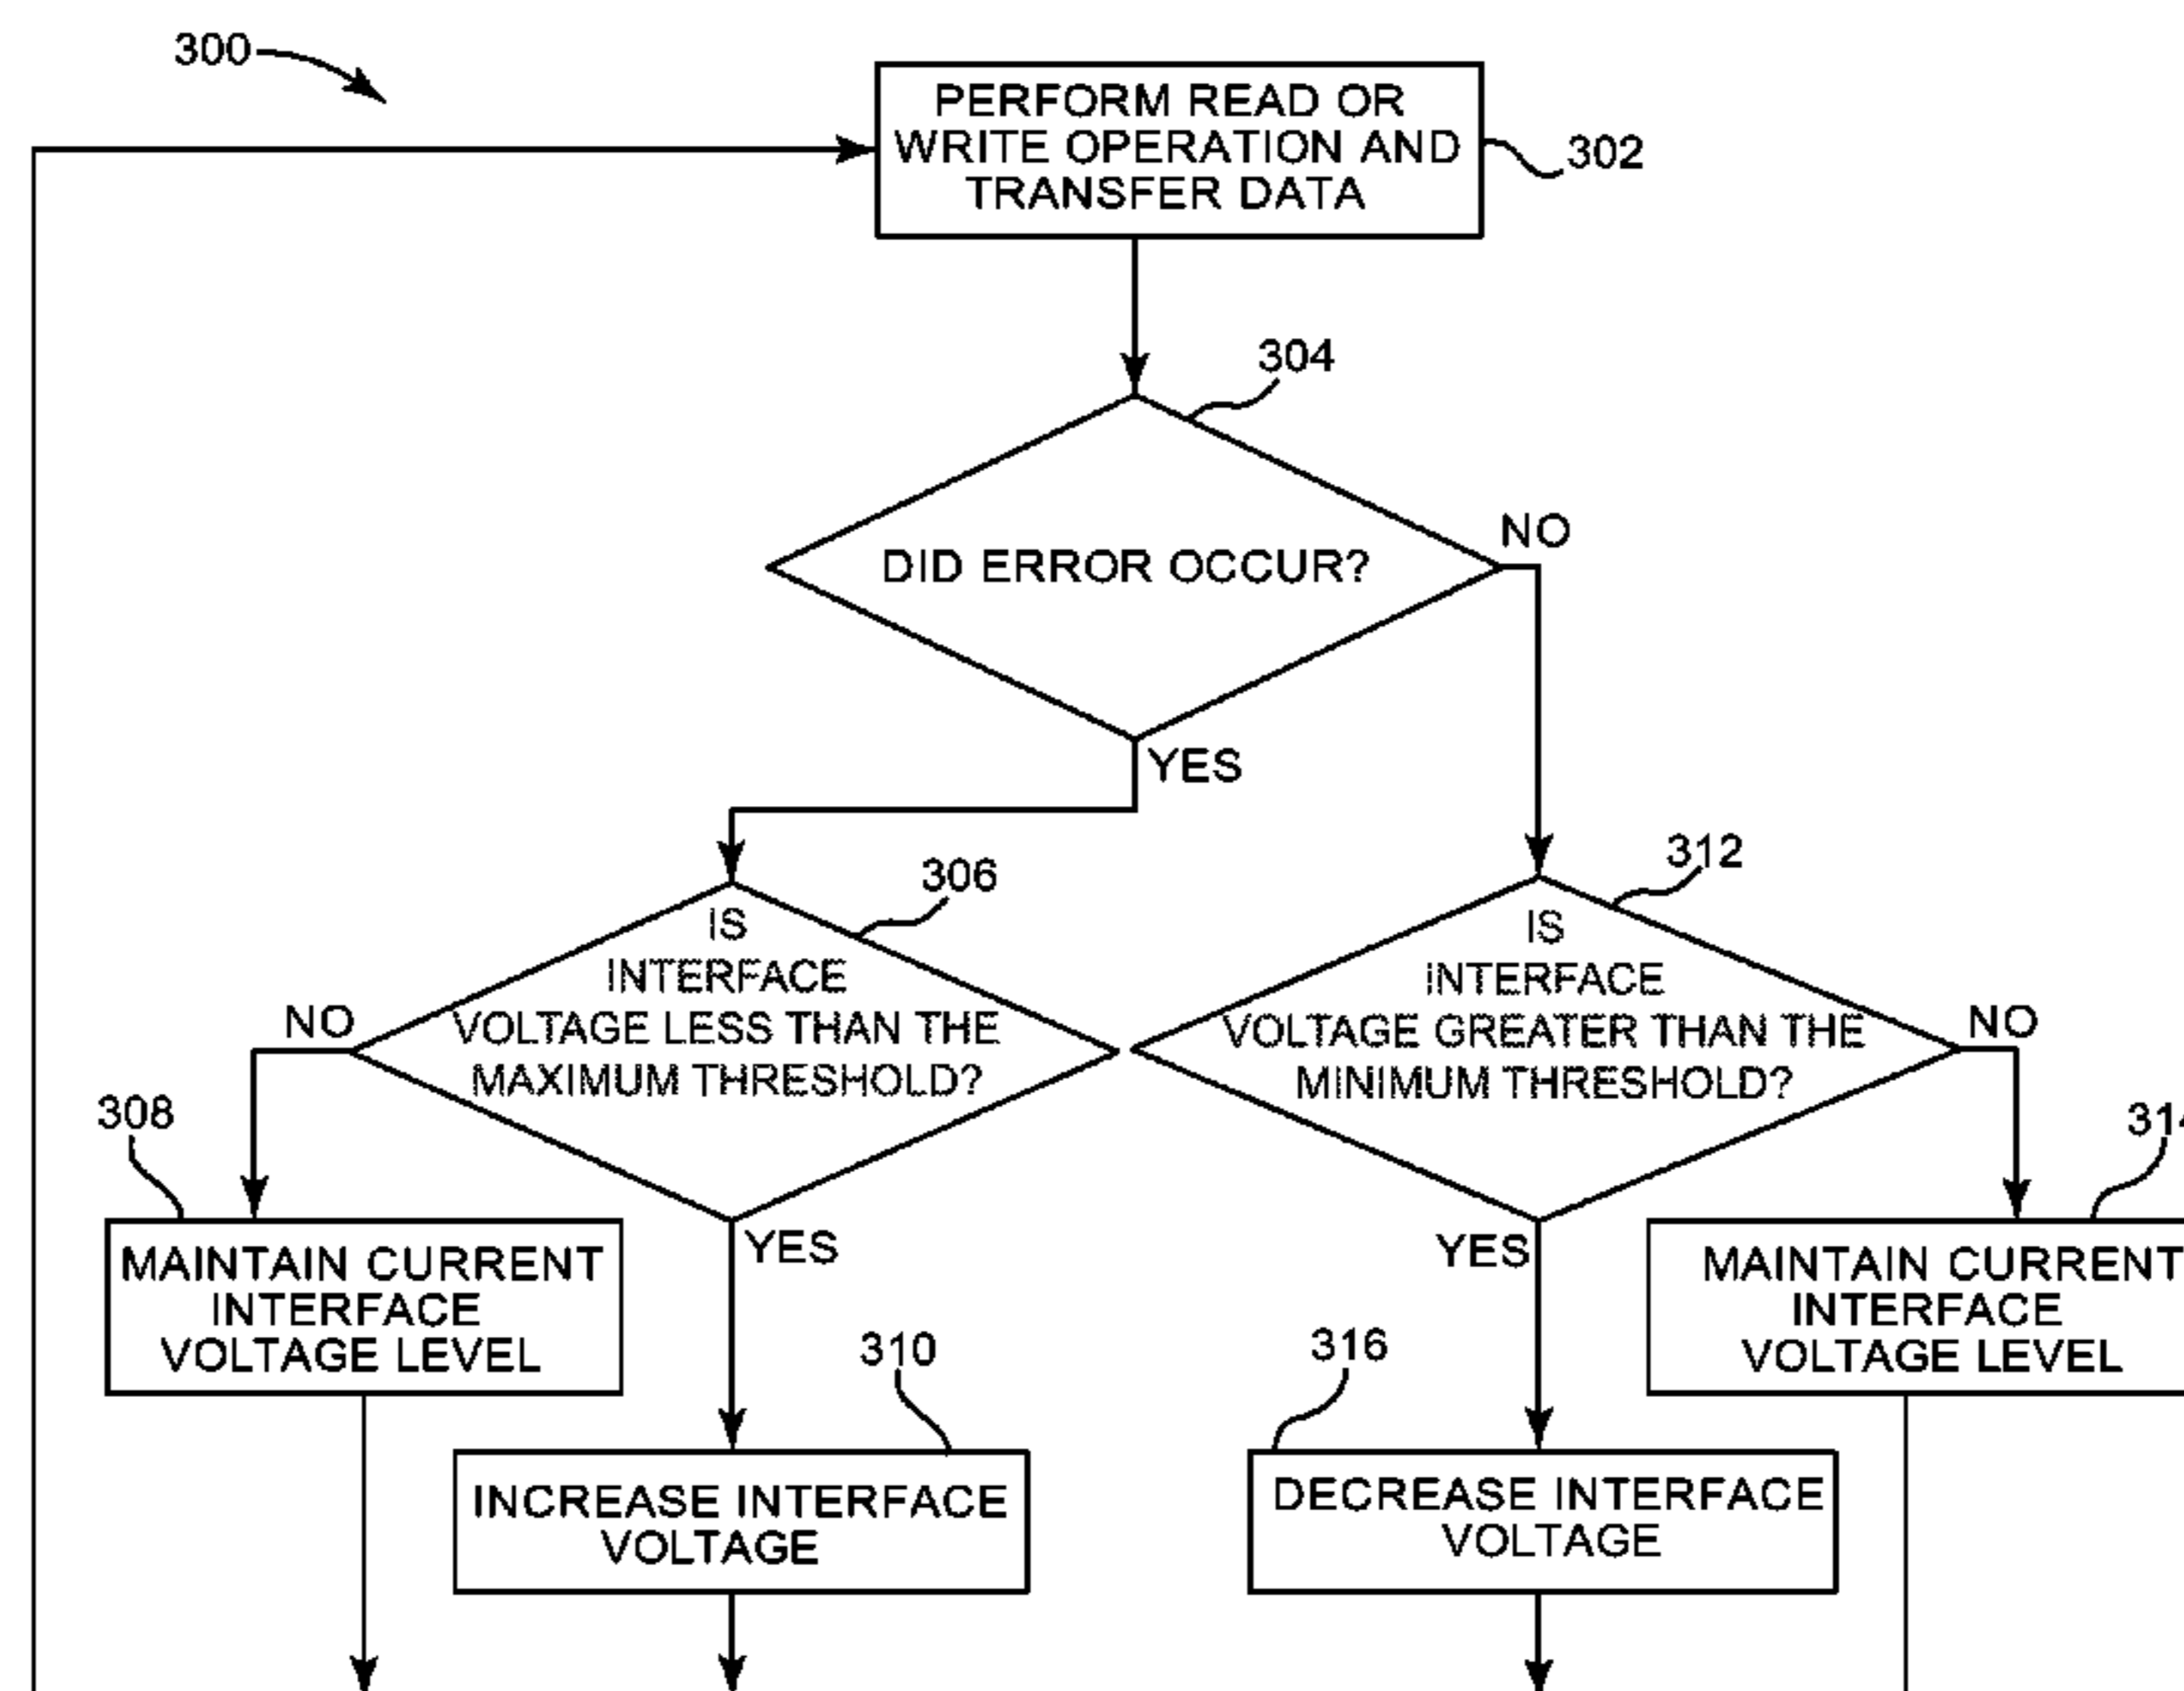 300
PERFORM READ OR
WRITE OPERATION AND
TRANSFER DATA
302
304
DID ERROR OCCUR?
NO
YES
306
IS
INTERFACE
VOLTAGE LESS THAN THE
MAXIMUM THRESHOLD?
NO
YES
312
IS
INTERFACE
VOLTAGE GREATER THAN THE
MINIMUM THRESHOLD?
NO
YES
308
MAINTAIN CURRENT
INTERFACE
VOLTAGE LEVEL
314
MAINTAIN CURRENT
INTERFACE
VOLTAGE LEVEL
310
INCREASE INTERFACE
VOLTAGE
316
DECREASE INTERFACE
VOLTAGE